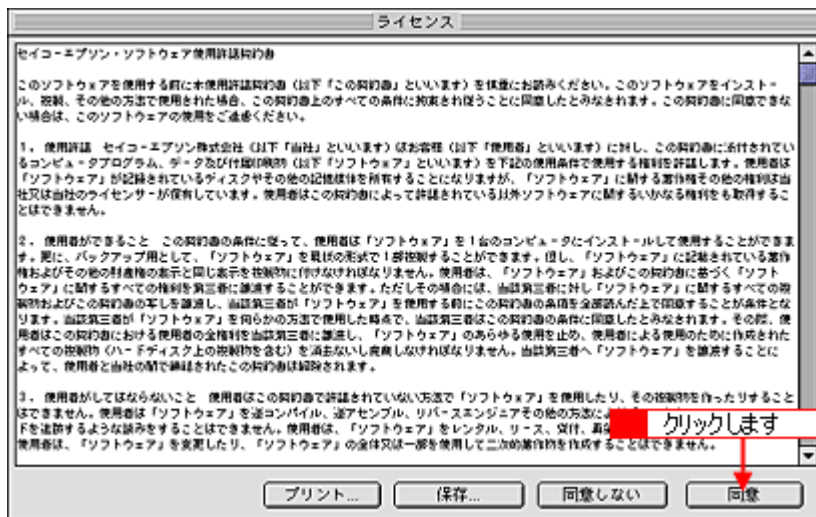 ライセンス
セイコーエプソン・ソフトウェア使用許諾契約書
このソフトウェアを使用する前に本使用許諾契約書（以下「この契約書」といいます）を慎重にお読みください。このソフトウェアをインストー
ル、複製、その他の方法で使用された場合、この契約書上のすべての条件に拘束され従うことに同意したとみなされます。この契約書に同意できな
い場合は、このソフトウェアの使用をご遠慮ください。
1． 使用許諾　セイコーエプソン株式会社（以下「当社」といいます）はお客様（以下「使用者」といいます）に対し、この契約書に添付されてい
るコンピュータプログラム、データ及び付属印刷物（以下「ソフトウェア」といいます）を下記の使用条件で使用する権利を許諾します。使用者は
「ソフトウェア」が記録されているディスクやその他の記憶媒体を所有することになりますが、「ソフトウェア」に関する著作権その他の権利は当
社又は当社のライセンサーが保有しています。使用者はこの契約書によって許諾されている以外ソフトウェアに関するいかなる権利をも取得するこ
とはできません。
2． 使用者ができること　この契約書の条件に従って、使用者は「ソフトウェア」を1台のコンピュータにインストールして使用することができま
す。更に、バックアップ用として、「ソフトウェア」を現状の形式で1部複製することができます。但し、「ソフトウェア」に記載されている著作
権およびその他の財産権の表示と同じ表示を複製物に付けなければなりません。使用者は、「ソフトウェア」およびこの契約書に基づく「ソフト
ウェア」に関するすべての権利を第三者に譲渡することができます。ただしその場合には、当該第三者に対し「ソフトウェア」に関するすべての複
製物およびこの契約書の写しを譲渡し、当該第三者が「ソフトウェア」を使用する前にこの契約書の条項を全部読んだ上で同意することが条件とな
ります。当該第三者が「ソフトウェア」を何らかの方法で使用した時点で、当該第三者はこの契約書の条件に同意したとみなされます。その際、使
用者はこの契約書における使用者の全権利を当該第三者に譲渡し、「ソフトウェア」のあらゆる使用を止め、使用者による使用のために作成された
すべての複製物（ハードディスク上の複製物を含む）を消去ないし廃棄しなければなりません。当該第三者へ「ソフトウェア」を譲渡することに
よって、使用者と当社の間で締結されたこの契約書は解除されます。
3． 使用者がしてはならないこと　使用者はこの契約書で許諾されていない方法で「ソフトウェア」を使用したり、その複製物を作ったりすること
はできません。使用者は「ソフトウェア」を逆コンパイル、逆アセンブル、リバースエンジニアその他の方法によ
ドを追跡するような試みをすることはできません。使用者は、「ソフトウェア」をレンタル、リース、貸付、
使用者は、「ソフトウェア」を変更したり、「ソフトウェア」の全体又は一部を使用して二次的著作物を作成することはできません。
クリックします
プリント... 保存... 同意しない 同意